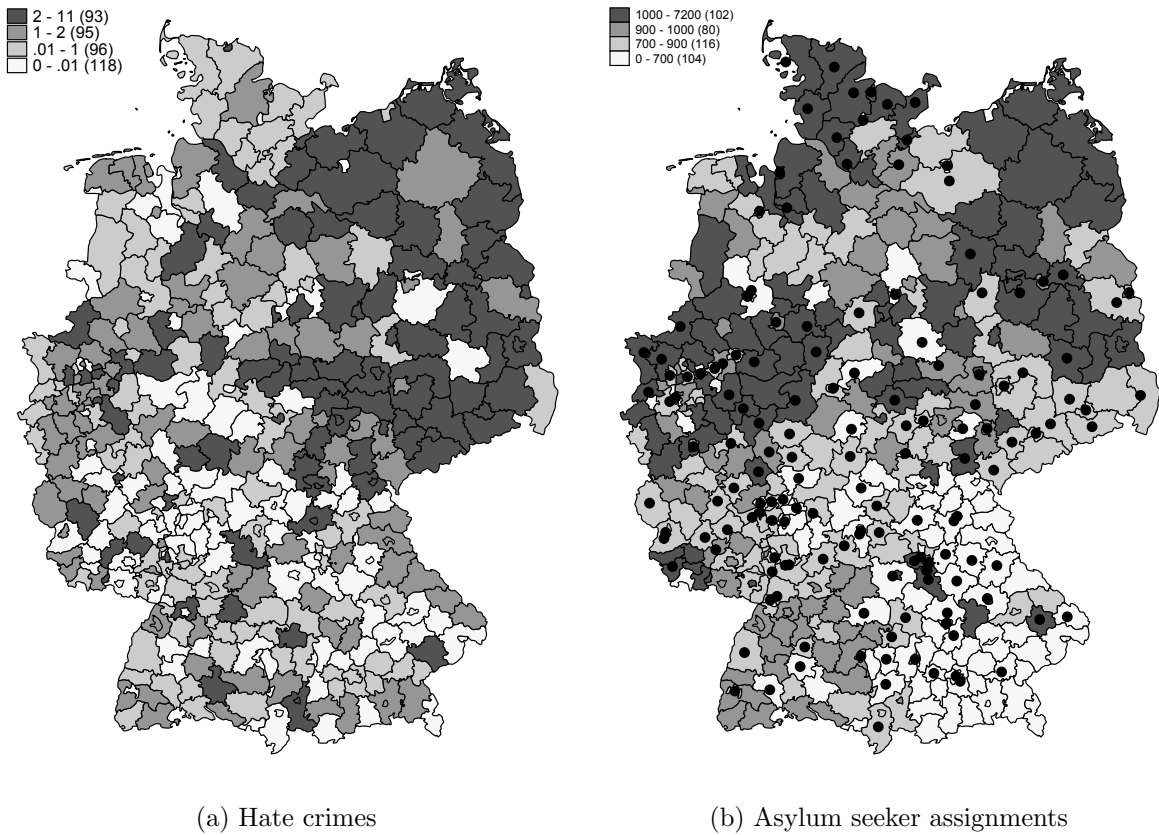 2 - 11 (93)
1 - 2 (95)
.01 - 1 (96)
0 - .01 (118)
1000 - 7200 (102)
900 - 1000 (80)
700 - 900 (116)
0 - 700 (104)
(a) Hate crimes
(b) Asylum seeker assignments